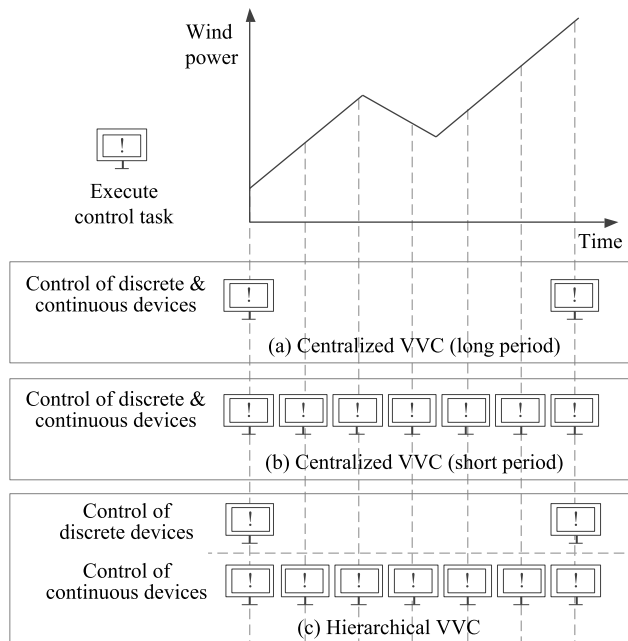 Wind
power
!
Execute
control task
Time
Control of discrete &
continuous devices
! !
(a) Centralized VVC (long period)
Control of discrete &
continuous devices
! ! ! ! ! ! !
(b) Centralized VVC (short period)
Control of
discrete devices
! !
Control of
continuous devices
! ! ! ! ! ! !
(c) Hierarchical VVC